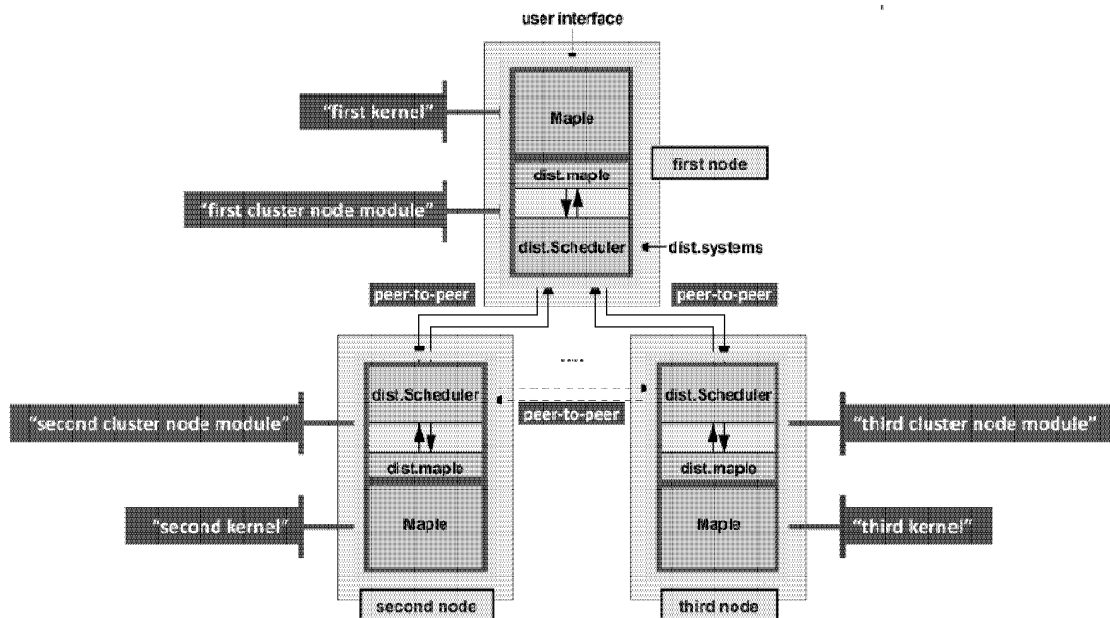 user interface
"first kernel"
Maple
first node
dist.maple
"first cluster node module"
dist.Scheduler
dist.systems
peer-to-peer
peer-to-peer
dist.Scheduler
dist.Scheduler
peer-to-peer
"second cluster node module"
"third cluster node module"
dist.maple
dist.maple
"second kernel"
Maple
Maple
"third kernel"
second node
third node